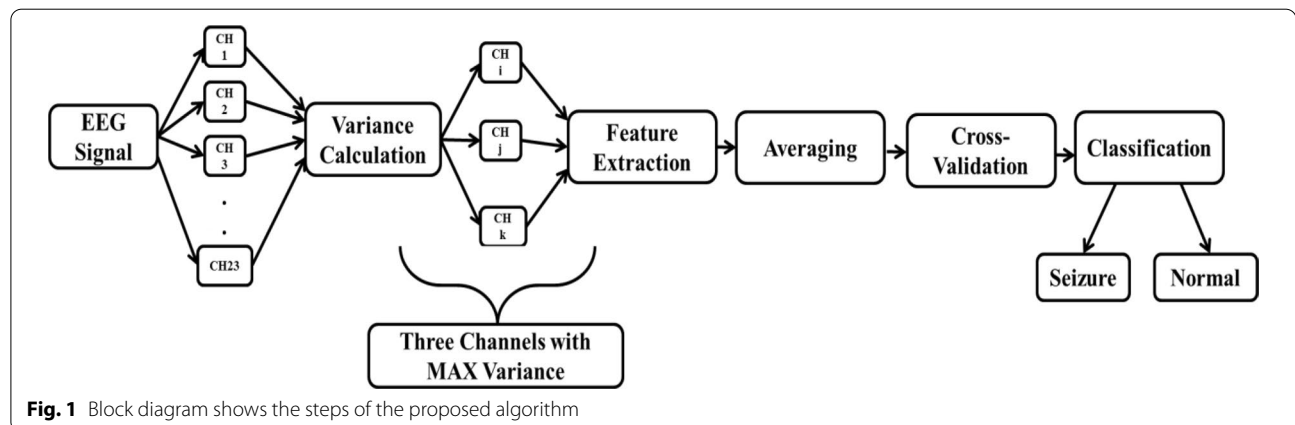 EEG
Signal
CH
1
CH
2
CH
3
.
.
CH23
Variance
Calculation
CH
i
CH
j
CH
k
Feature
Extraction
Averaging
Cross-
Validation
Classification
Seizure
Normal
Three Channels with
MAX Variance
Fig. 1 Block diagram shows the steps of the proposed algorithm